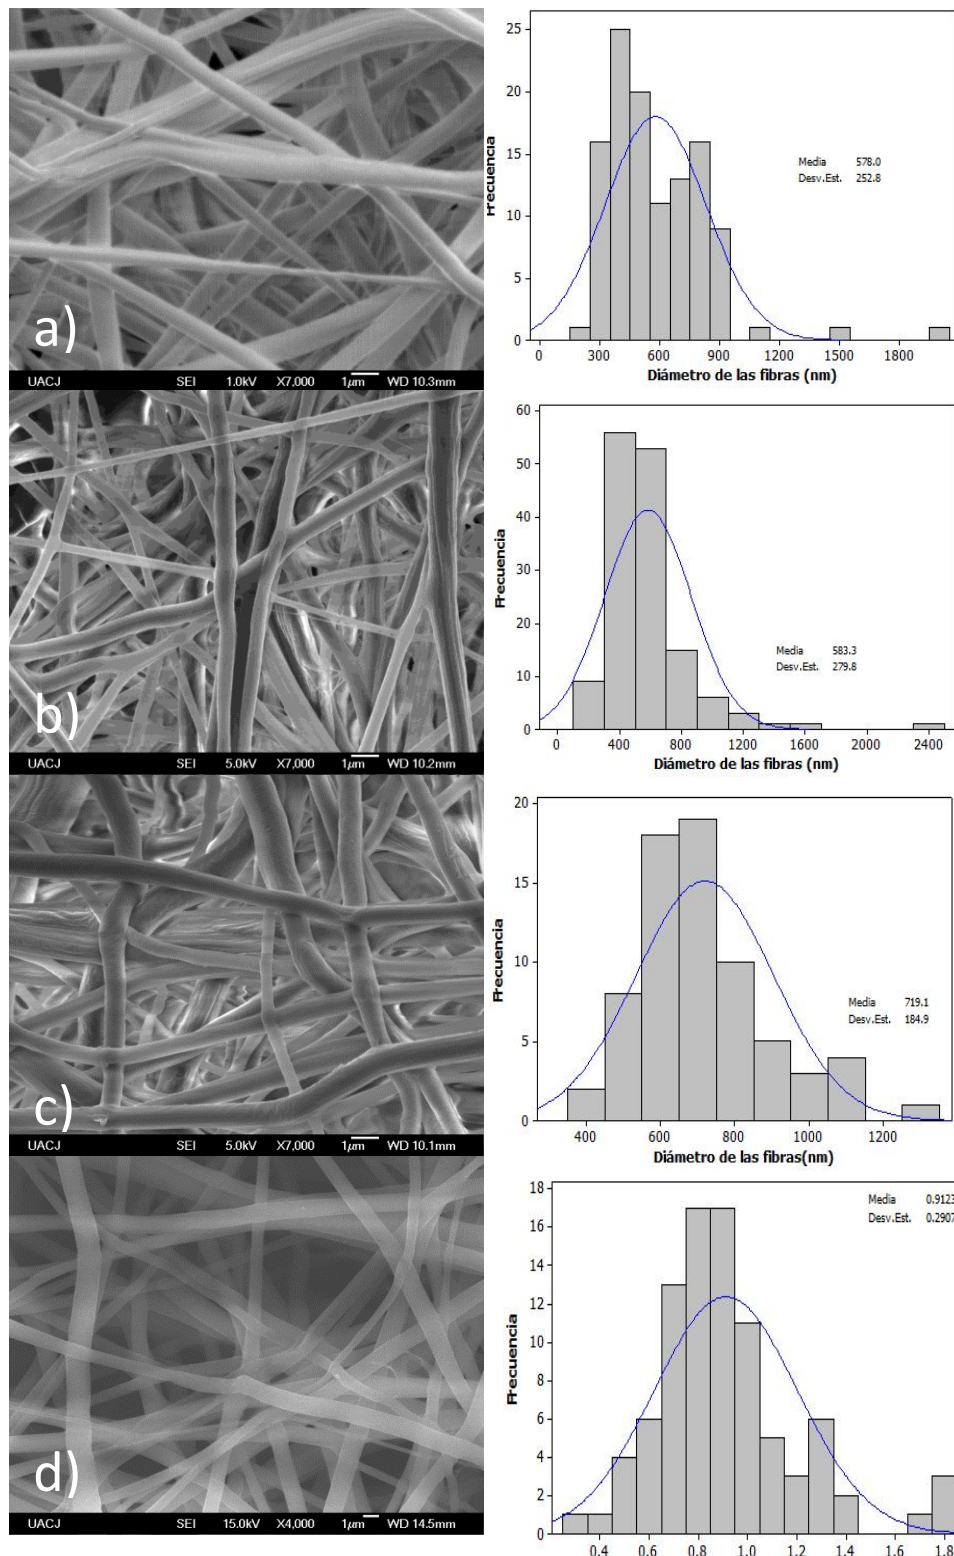 a)
UACJ SEI 1.0kV X7,000 1μm WD 10.3mm
25
20
15
10
5
0
Frecuencia
Media 578.0
Desv.Est. 252.8
0 300 600 900 1200 1500 1800
Diámetro de las fibras (nm)
b)
UACJ SEI 5.0kV X7,000 1μm WD 10.2mm
60
50
40
30
20
10
0
Frecuencia
Media 583.3
Desv.Est. 279.8
0 400 800 1200 1600 2000 2400
Diámetro de las fibras (nm)
c)
UACJ SEI 5.0kV X7,000 1μm WD 10.1mm
20
15
10
5
0
Frecuencia
Media 719.1
Desv.Est. 184.9
400 600 800 1000 1200
Diámetro de las fibras(nm)
d)
UACJ SEI 15.0kV X4,000 1μm WD 14.5mm
18
16
14
12
10
8
6
4
2
0
Frecuencia
Media 0.9123
Desv.Est. 0.2907
0.4 0.6 0.8 1.0 1.2 1.4 1.6 1.8